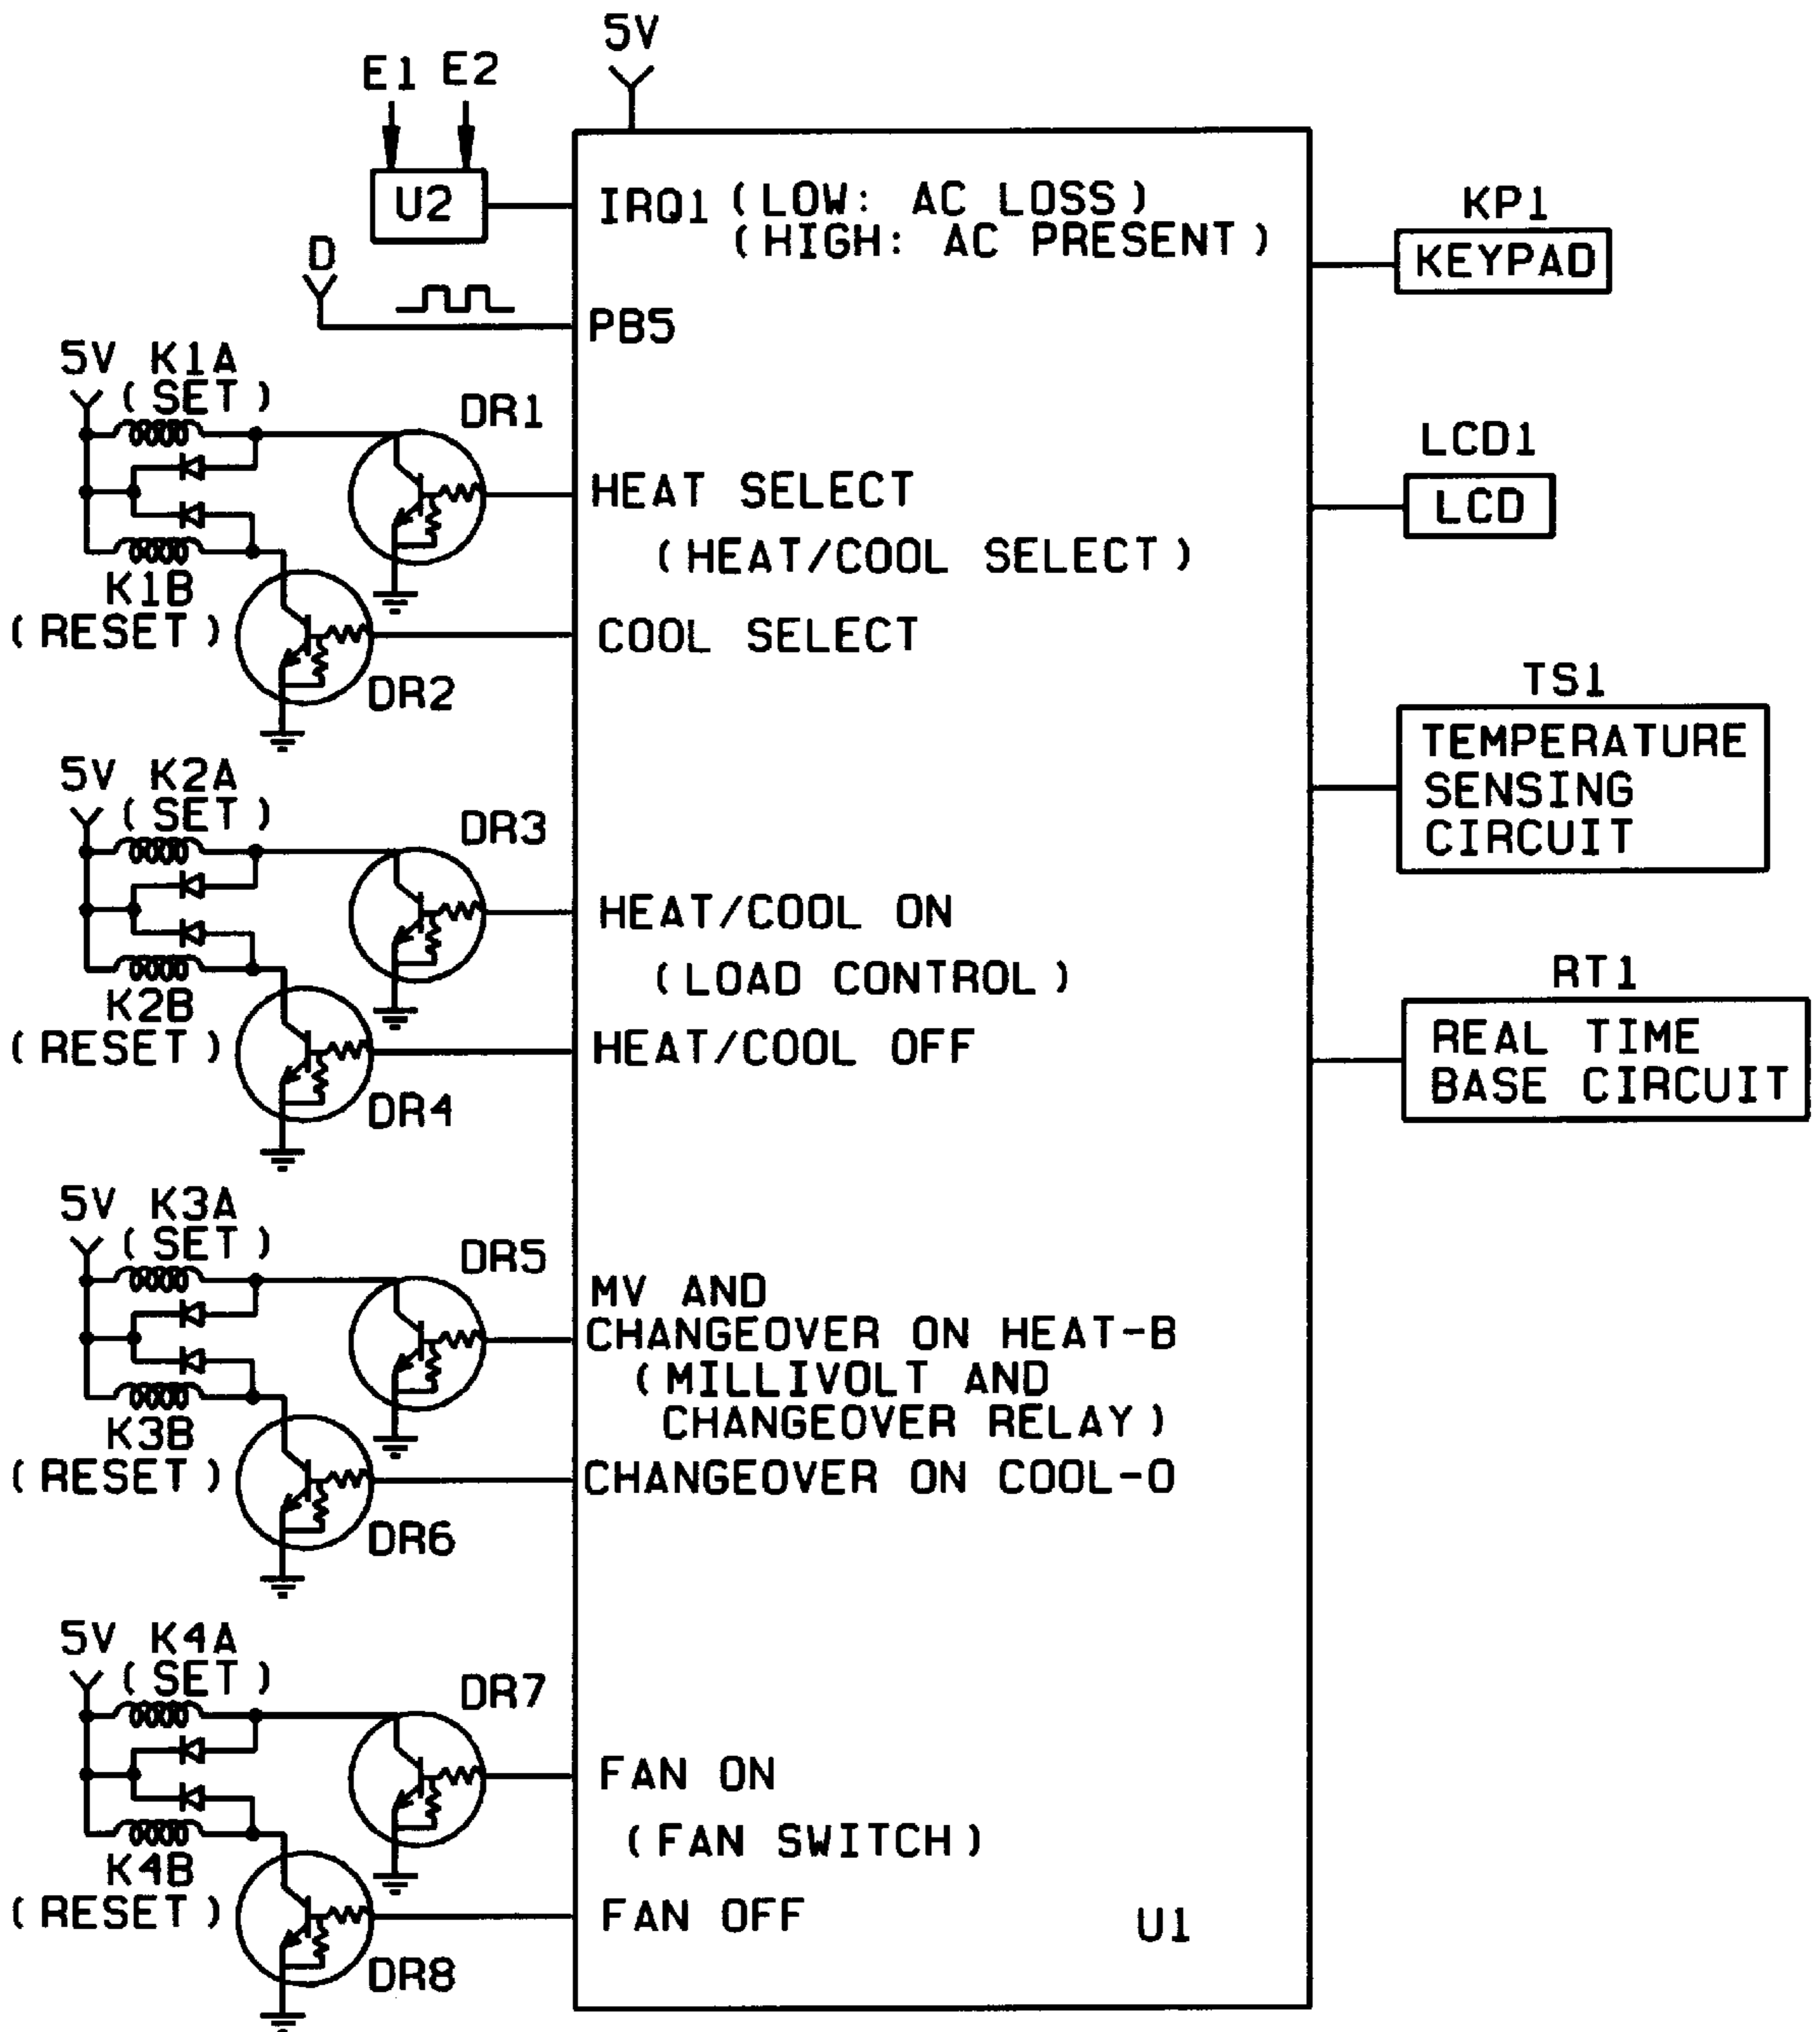 5V
E1 E2
U2
IRQ1 (LOW: AC LOSS)
(HIGH: AC PRESENT)
D
PB5
5V K1A
(SET)
DR1
HEAT SELECT
(HEAT/COOL SELECT)
K1B
(RESET)
COOL SELECT
DR2
5V K2A
(SET)
DR3
HEAT/COOL ON
(LOAD CONTROL)
K2B
(RESET)
HEAT/COOL OFF
DR4
5V K3A
(SET)
DR5
MV AND
CHANGEOVER ON HEAT-B
(MILLIVOLT AND
CHANGEOVER RELAY)
K3B
(RESET)
CHANGEOVER ON COOL-O
DR6
5V K4A
(SET)
DR7
FAN ON
(FAN SWITCH)
K4B
(RESET)
FAN OFF
DR8
U1
KP1
KEYPAD
LCD1
LCD
TS1
TEMPERATURE
SENSING
CIRCUIT
RT1
REAL TIME
BASE CIRCUIT